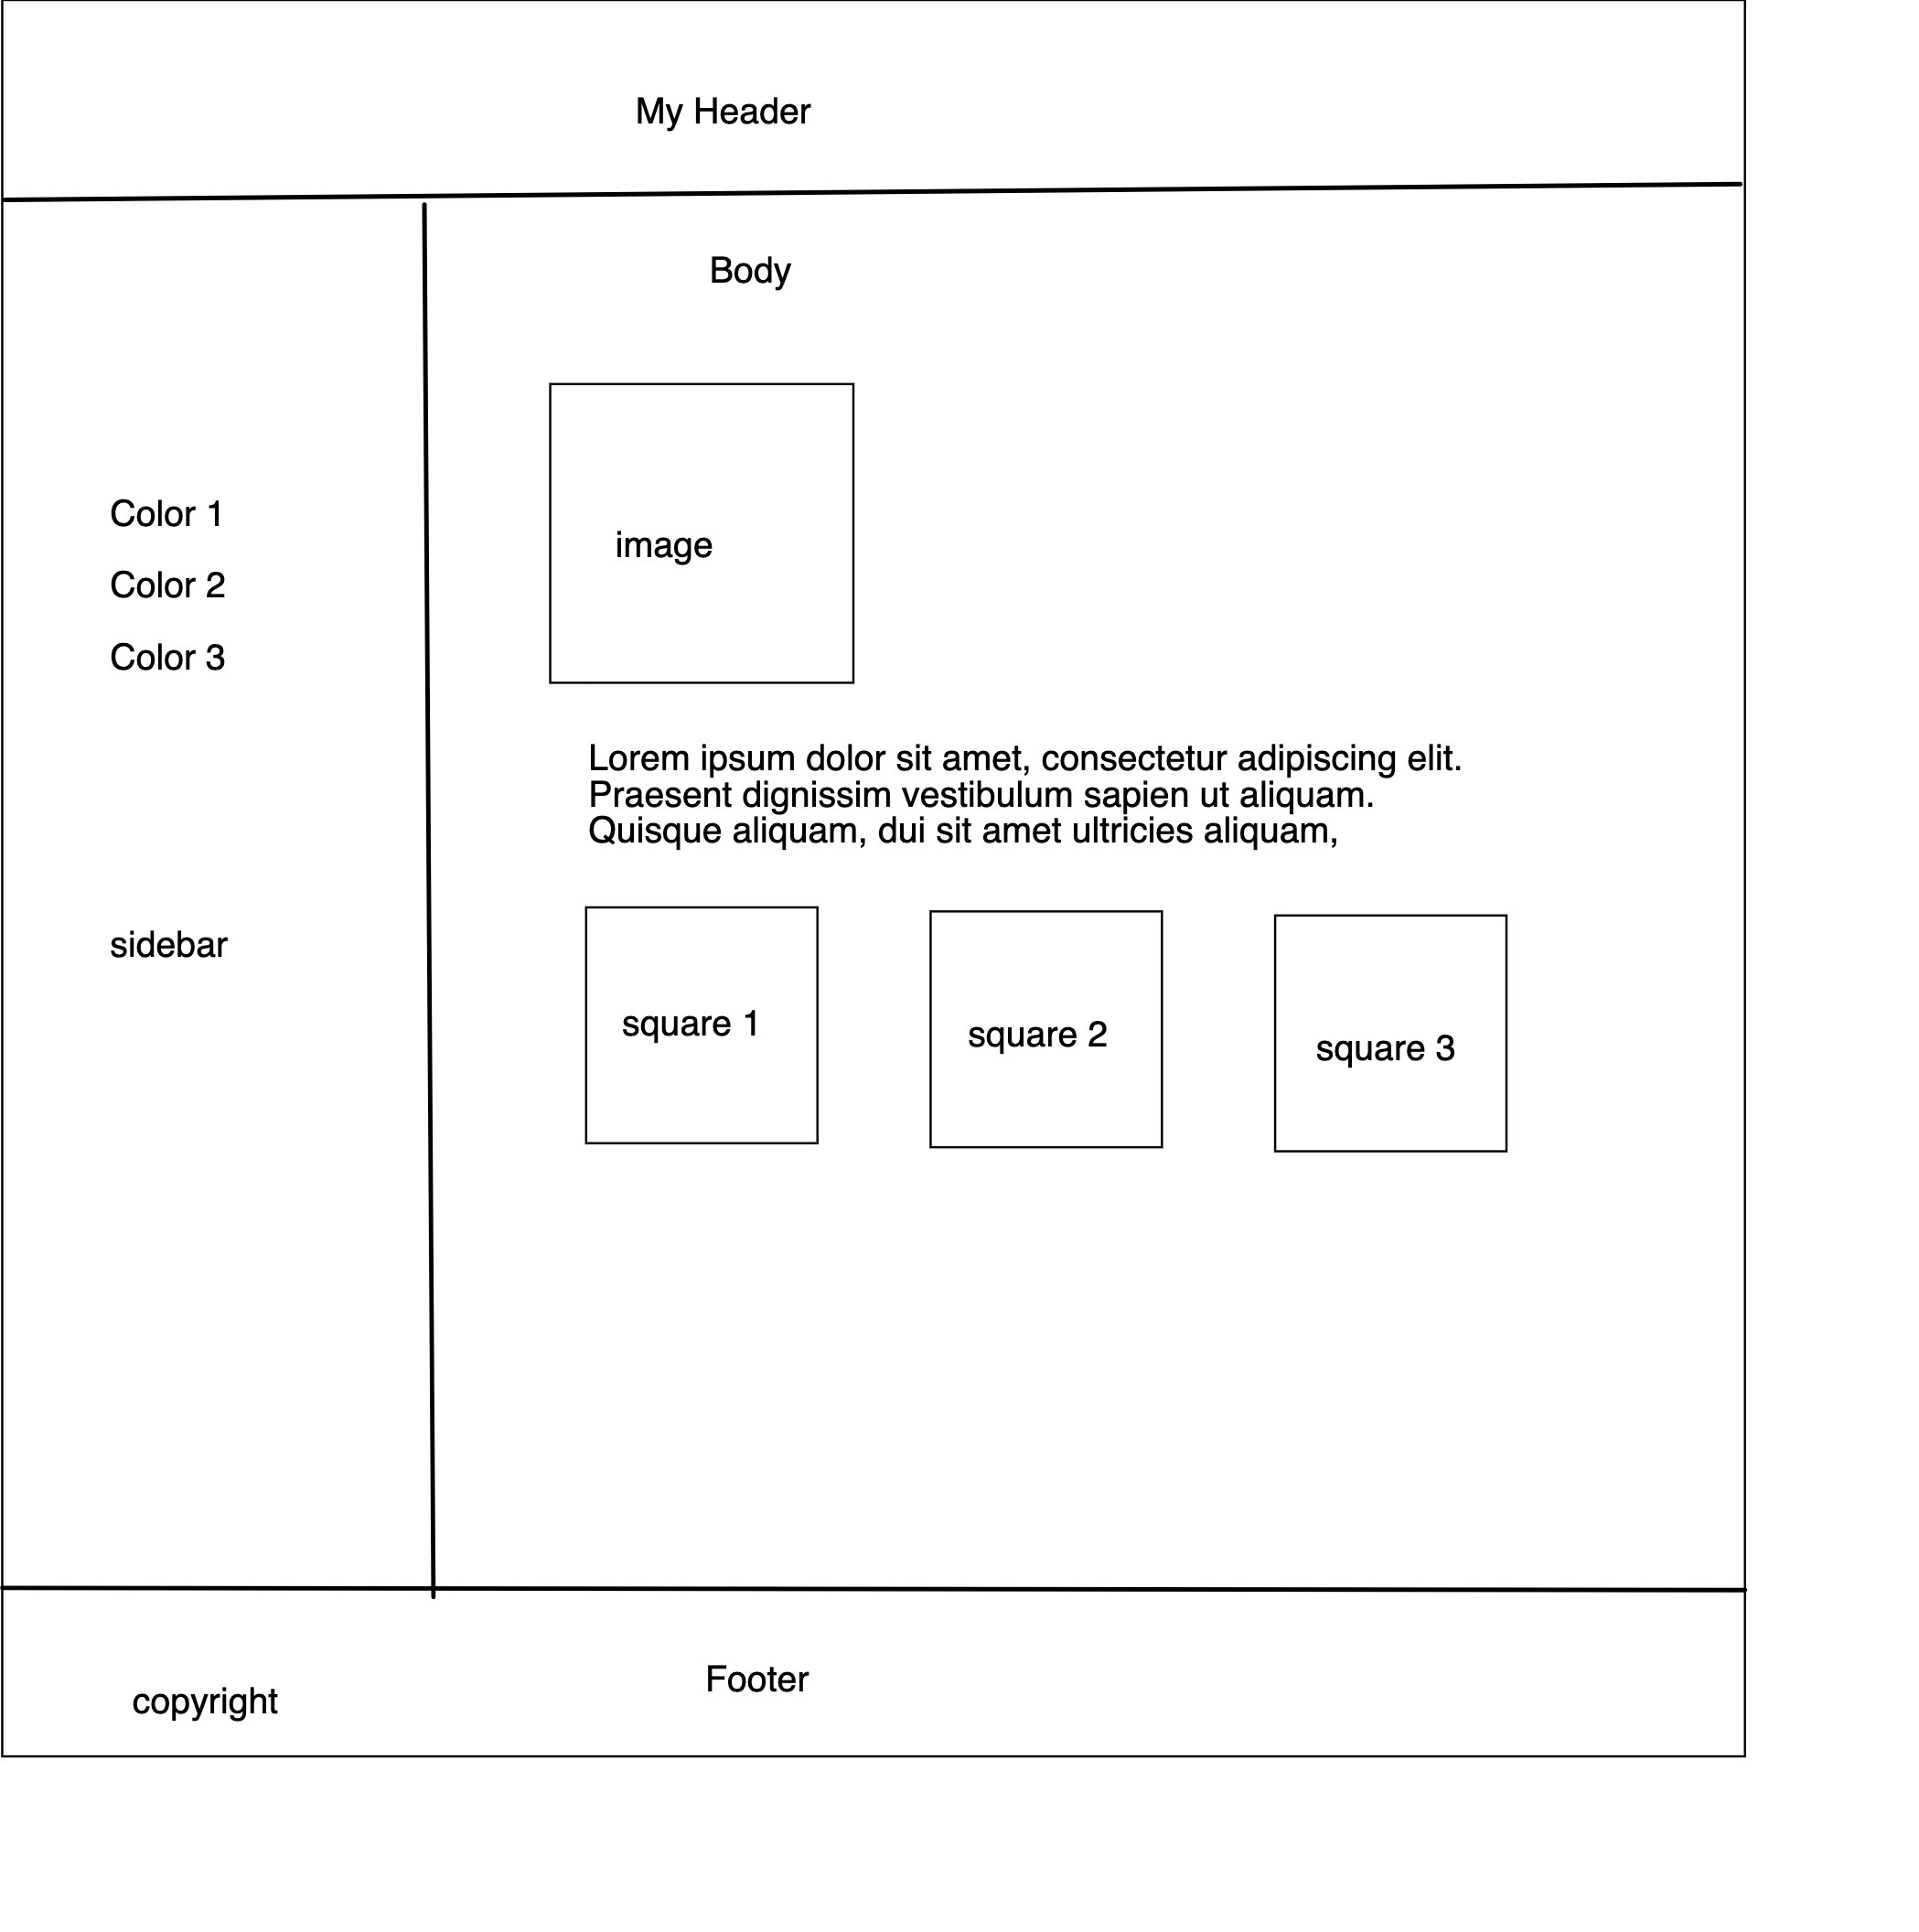 My Header
Body
Color 1
Color 2
Color 3
sidebar
image
Lorem ipsum dolor sit amet, consectetur adipiscing elit.
Praesent dignissim vestibulum sapien ut aliquam.
Quisque aliquam, dui sit amet ultricies aliquam,
square 1
square 2
square 3
copyright
Footer